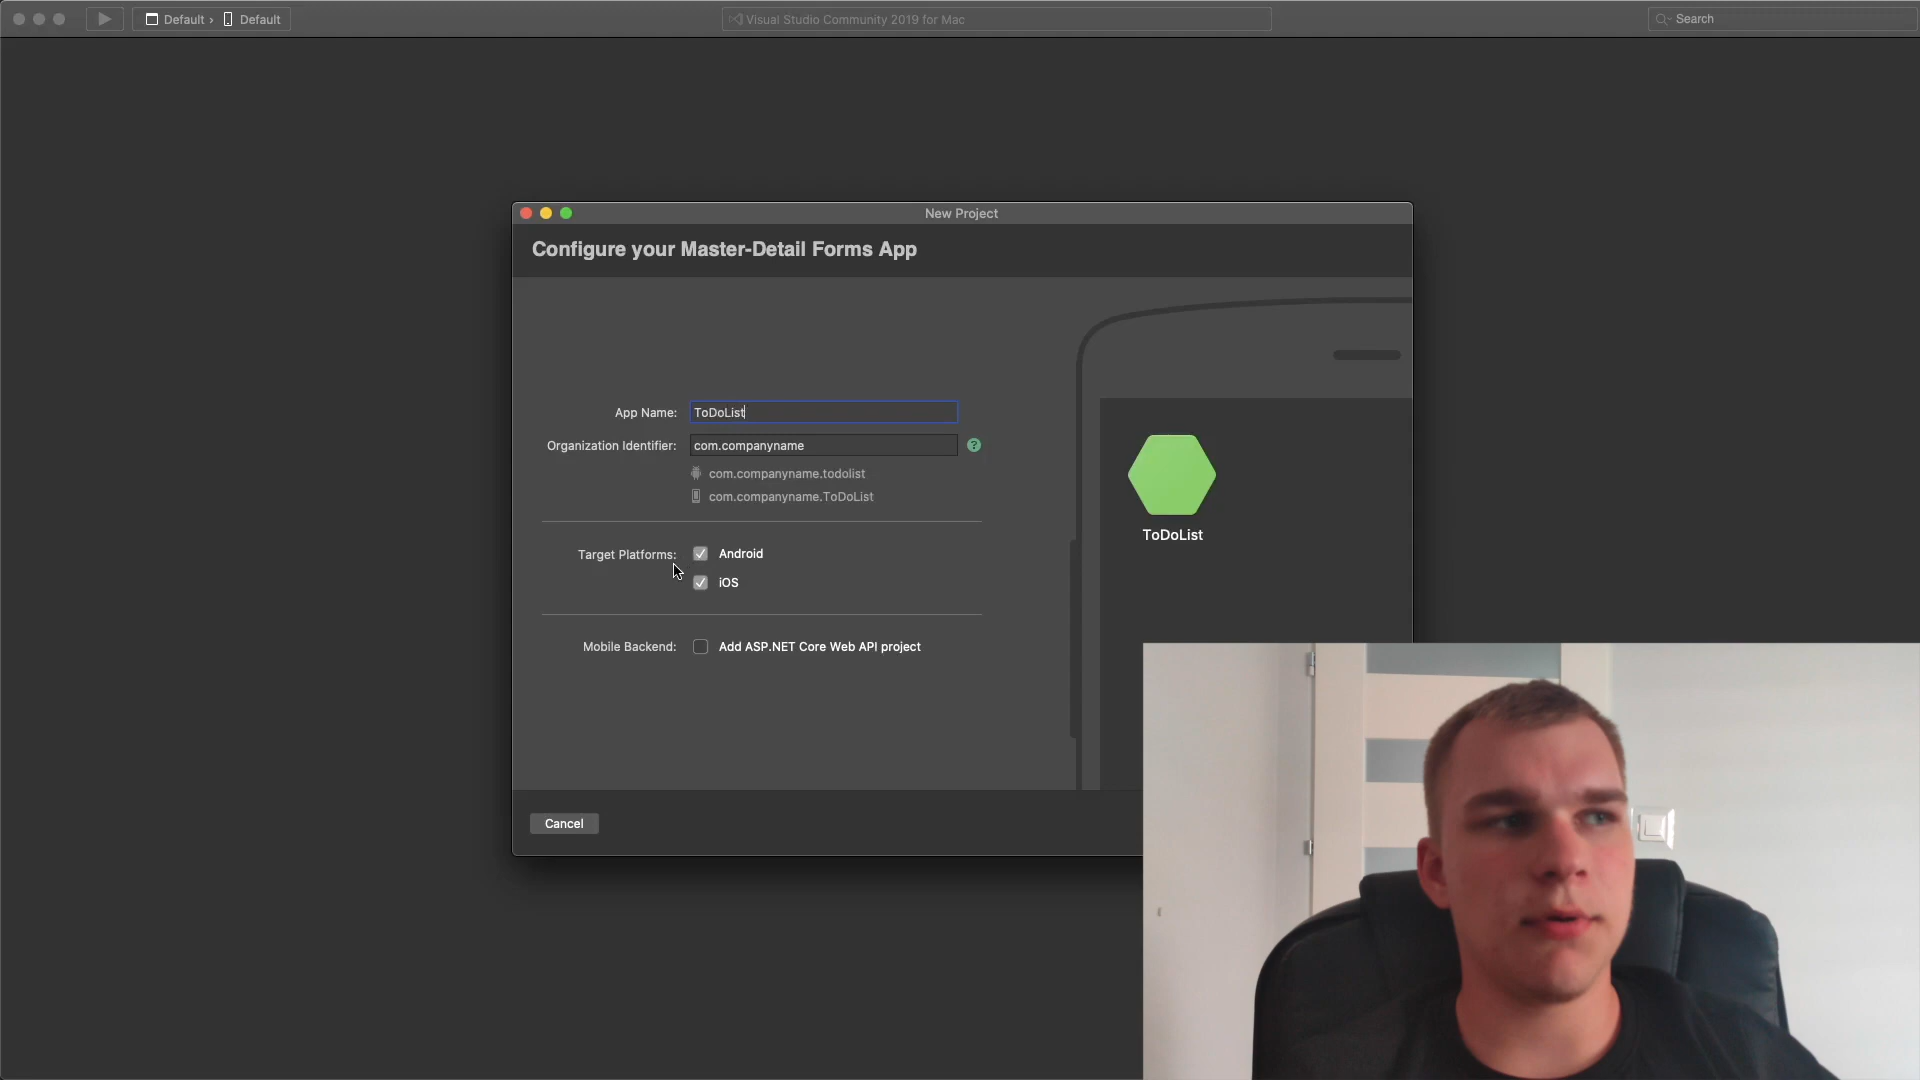 Default › Default
Visual Studio Community 2019 for Mac
Search
New Project
Configure your Master-Detail Forms App
App Name: ToDoList
Organization Identifier: com.companyname ?
com.companyname.todolist
com.companyname.ToDoList
ToDoList
Target Platforms: Android
iOS
Mobile Backend: Add ASP.NET Core Web API project
Cancel